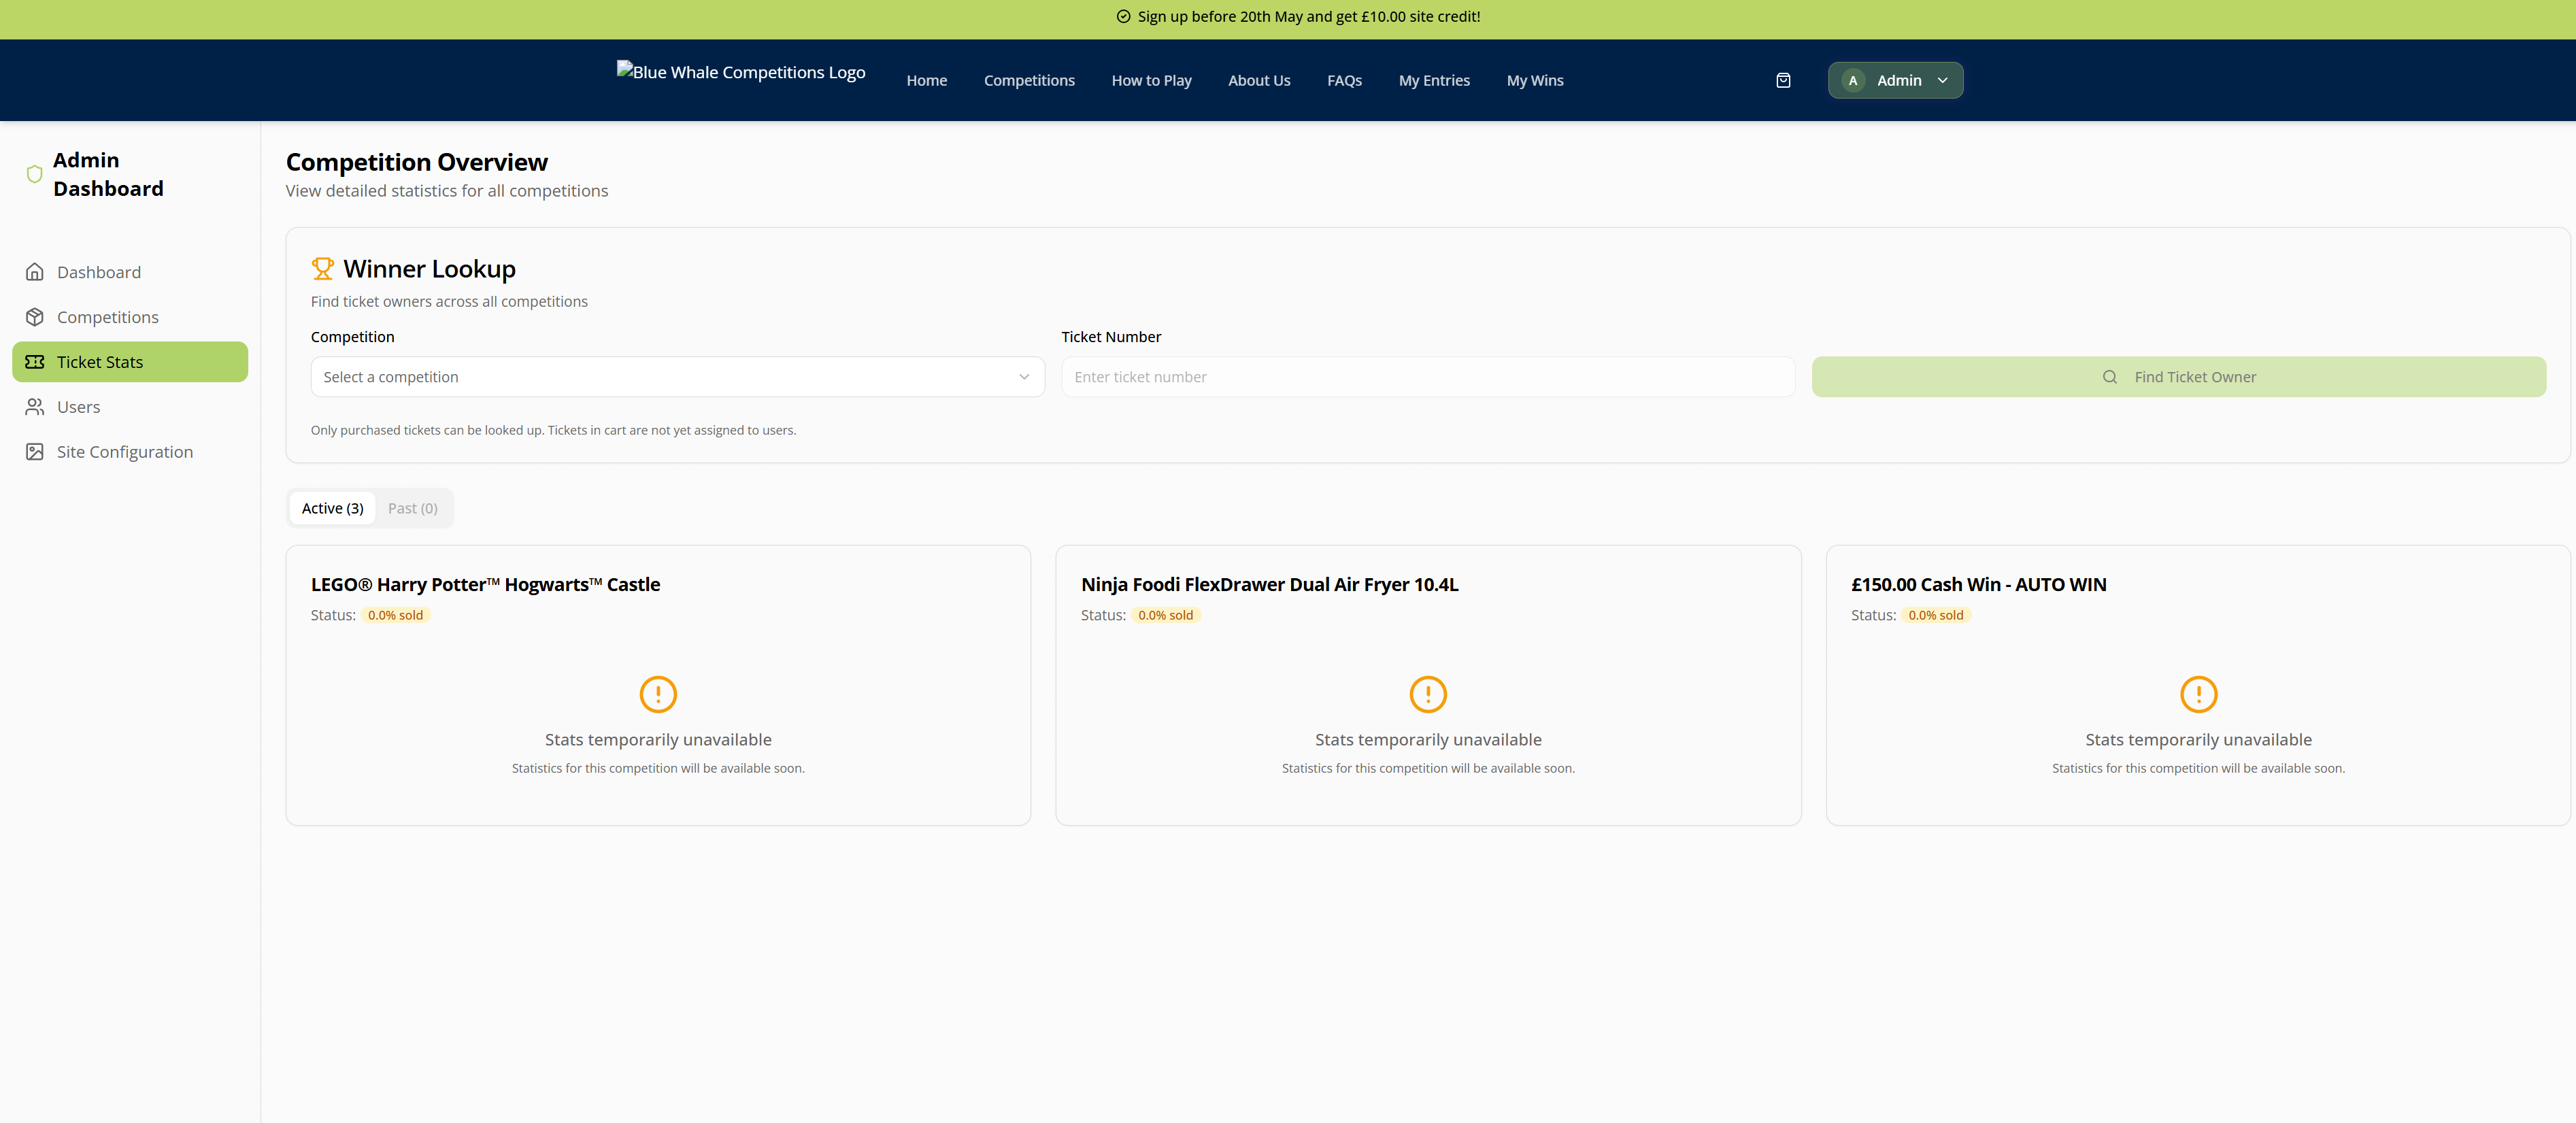 Sign up before 20th May and get £10.00 site credit!
Blue Whale Competitions Logo
Home
Competitions
How to Play
About Us
FAQs
My Entries
My Wins
A
Admin
Admin
Dashboard
Dashboard
Competitions
Ticket Stats
Users
Site Configuration
Competition Overview
View detailed statistics for all competitions
Winner Lookup
Find ticket owners across all competitions
Competition
Ticket Number
Select a competition
Enter ticket number
Find Ticket Owner
Only purchased tickets can be looked up. Tickets in cart are not yet assigned to users.
Active (3)
Past (0)
LEGO® Harry Potter™ Hogwarts™ Castle
Status: 0.0% sold
Stats temporarily unavailable
Statistics for this competition will be available soon.
Ninja Foodi FlexDrawer Dual Air Fryer 10.4L
Status: 0.0% sold
Stats temporarily unavailable
Statistics for this competition will be available soon.
£150.00 Cash Win - AUTO WIN
Status: 0.0% sold
Stats temporarily unavailable
Statistics for this competition will be available soon.